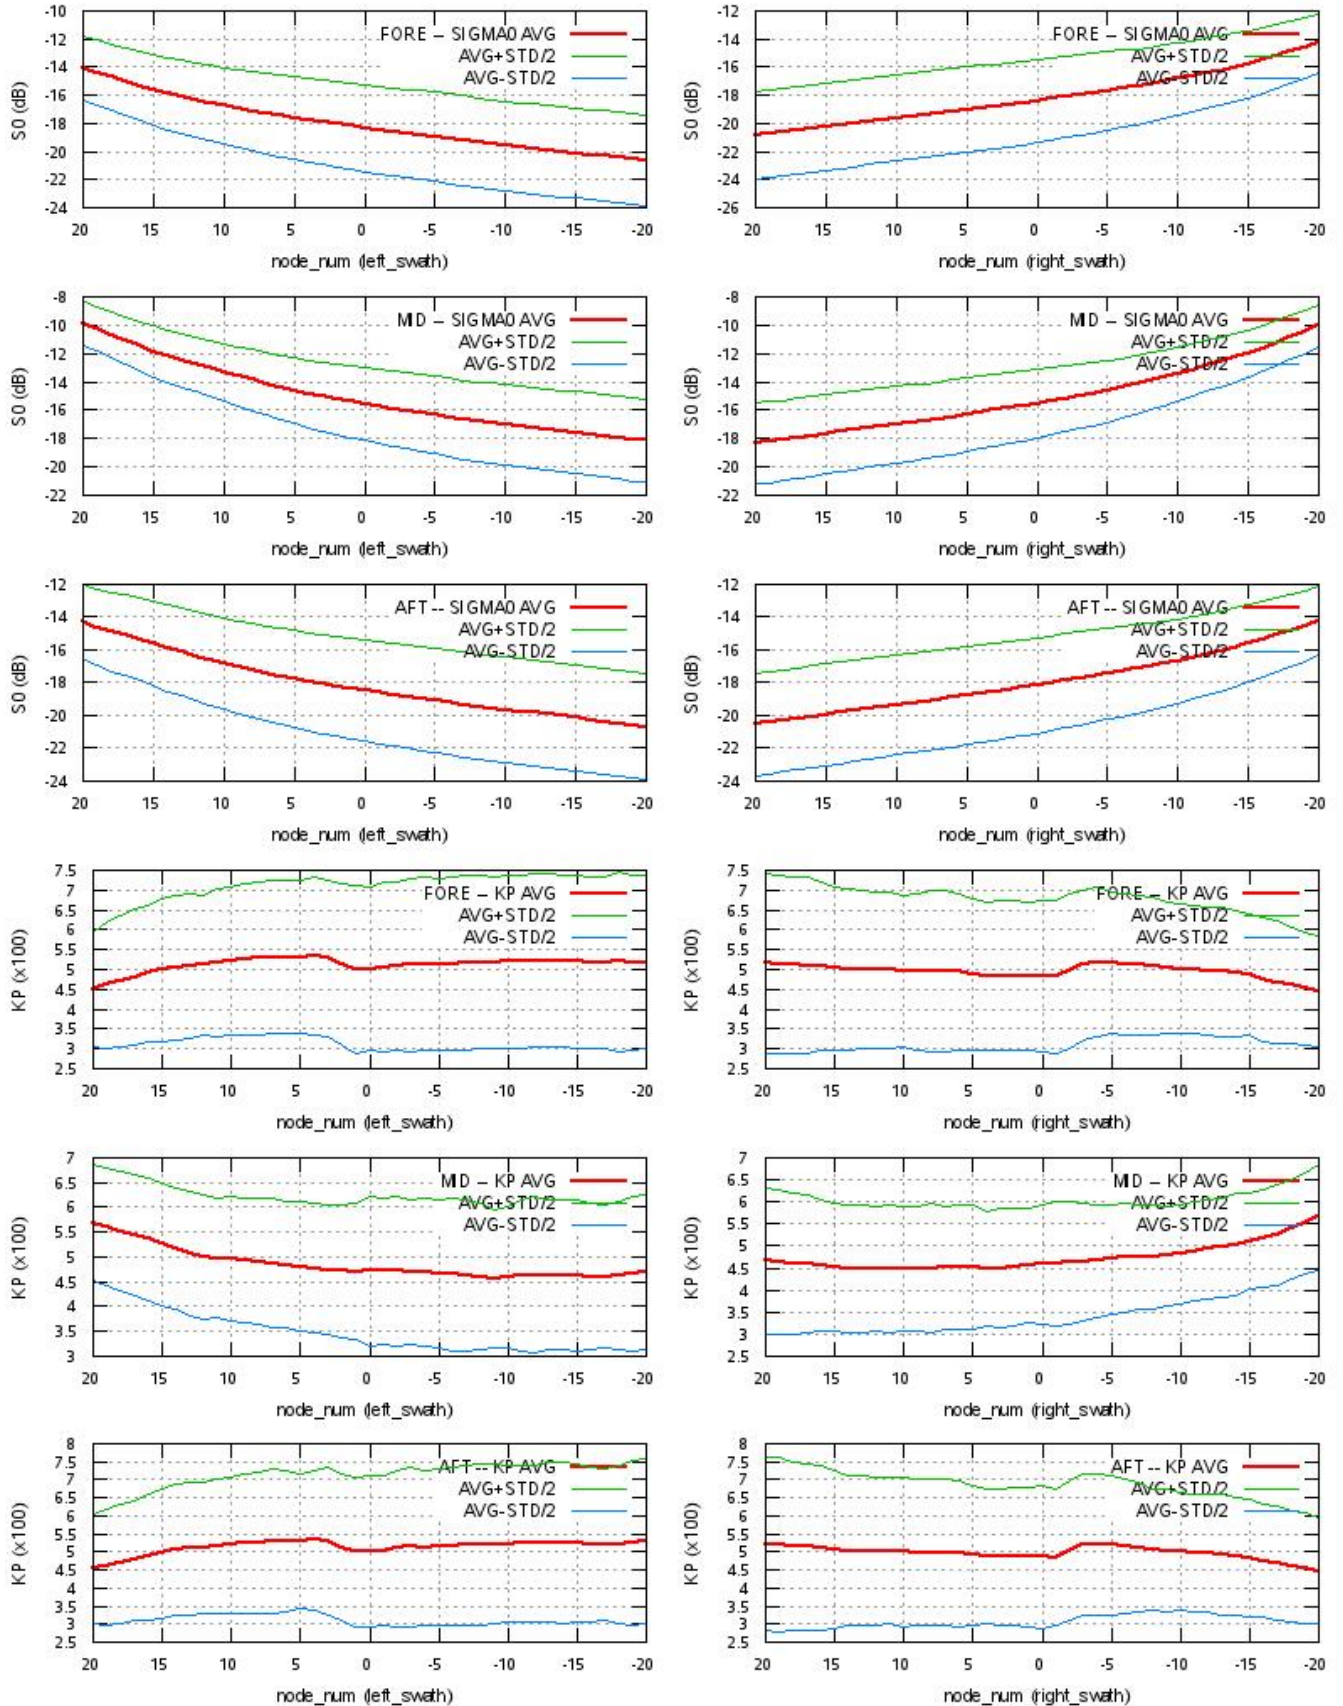 -10
-12
-14
-16
-18
-20
-22
-24
S0 (dB)
FORE -- SIGMA0 AVG
AVG+STD/2
AVG-STD/2
20 15 10 5 0 -5 -10 -15 -20
node_num (left_swath)
-12
-14
-16
-18
-20
-22
-24
-26
S0 (dB)
FORE -- SIGMA0 AVG
AVG+STD/2
AVG-STD/2
20 15 10 5 0 -5 -10 -15 -20
node_num (right_swath)
-8
-10
-12
-14
-16
-18
-20
-22
S0 (dB)
MID -- SIGMA0 AVG
AVG+STD/2
AVG-STD/2
20 15 10 5 0 -5 -10 -15 -20
node_num (left_swath)
-8
-10
-12
-14
-16
-18
-20
-22
S0 (dB)
MID -- SIGMA0 AVG
AVG+STD/2
AVG-STD/2
20 15 10 5 0 -5 -10 -15 -20
node_num (right_swath)
-12
-14
-16
-18
-20
-22
-24
S0 (dB)
AFT -- SIGMA0 AVG
AVG+STD/2
AVG-STD/2
20 15 10 5 0 -5 -10 -15 -20
node_num (left_swath)
-12
-14
-16
-18
-20
-22
-24
S0 (dB)
AFT -- SIGMA0 AVG
AVG+STD/2
AVG-STD/2
20 15 10 5 0 -5 -10 -15 -20
node_num (right_swath)
7.5
7
6.5
6
5.5
5
4.5
4
3.5
3
2.5
KP (x100)
FORE -- KP AVG
AVG+STD/2
AVG-STD/2
20 15 10 5 0 -5 -10 -15 -20
node_num (left_swath)
7.5
7
6.5
6
5.5
5
4.5
4
3.5
3
2.5
KP (x100)
FORE -- KP AVG
AVG+STD/2
AVG-STD/2
20 15 10 5 0 -5 -10 -15 -20
node_num (right_swath)
7
6.5
6
5.5
5
4.5
4
3.5
3
KP (x100)
MID -- KP AVG
AVG+STD/2
AVG-STD/2
20 15 10 5 0 -5 -10 -15 -20
node_num (left_swath)
7
6.5
6
5.5
5
4.5
4
3.5
3
2.5
KP (x100)
MID -- KP AVG
AVG+STD/2
AVG-STD/2
20 15 10 5 0 -5 -10 -15 -20
node_num (right_swath)
8
7.5
7
6.5
6
5.5
5
4.5
4
3.5
3
2.5
KP (x100)
AFT -- KP AVG
AVG+STD/2
AVG-STD/2
20 15 10 5 0 -5 -10 -15 -20
node_num (left_swath)
8
7.5
7
6.5
6
5.5
5
4.5
4
3.5
3
2.5
KP (x100)
AFT -- KP AVG
AVG+STD/2
AVG-STD/2
20 15 10 5 0 -5 -10 -15 -20
node_num (right_swath)